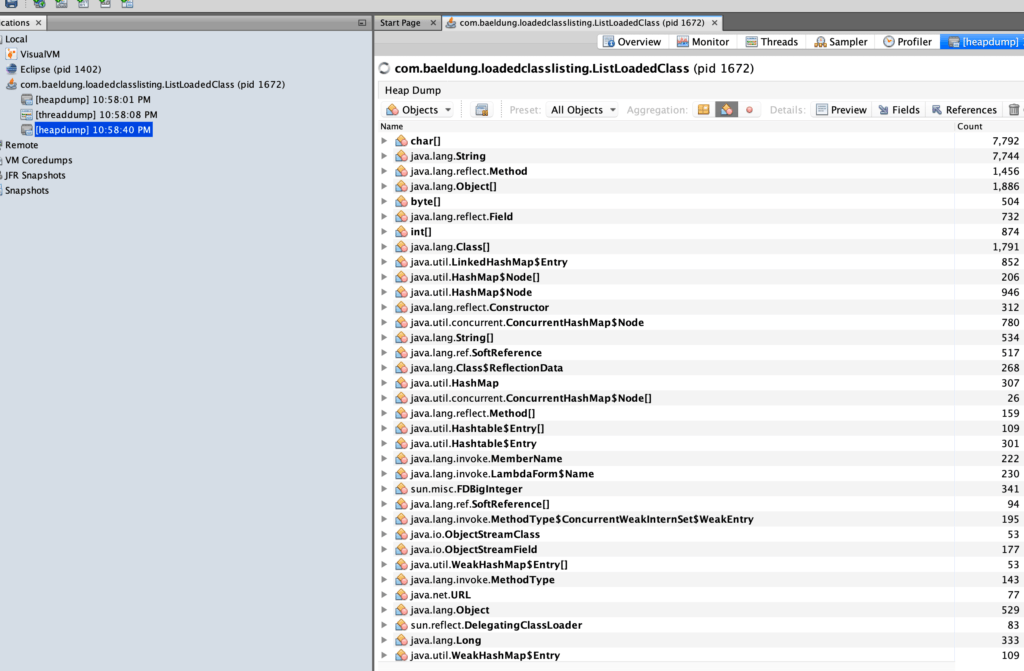 cations
Local
VisualVM
Eclipse (pid 1402)
com.baeldung.loadedclasslisting.ListLoadedClass (pid 1672)
[heapdump] 10:58:01 PM
[threaddump] 10:58:08 PM
[heapdump] 10:58:40 PM
Remote
VM Coredumps
JFR Snapshots
Snapshots
Start Page com.baeldung.loadedclasslisting.ListLoadedClass (pid 1672)
Overview Monitor Threads Sampler Profiler [heapdump]
com.baeldung.loadedclasslisting.ListLoadedClass (pid 1672)
Heap Dump
Objects Preset: All Objects Aggregation: Details: Preview Fields References
Name Count
char[] 7,792
java.lang.String 7,744
java.lang.reflect.Method 1,456
java.lang.Object[] 1,886
byte[] 504
java.lang.reflect.Field 732
int[] 874
java.lang.Class[] 1,791
java.util.LinkedHashMap$Entry 852
java.util.HashMap$Node[] 206
java.util.HashMap$Node 946
java.lang.reflect.Constructor 312
java.util.concurrent.ConcurrentHashMap$Node 780
java.lang.String[] 534
java.lang.ref.SoftReference 517
java.lang.Class$ReflectionData 268
java.util.HashMap 307
java.util.concurrent.ConcurrentHashMap$Node[] 26
java.lang.reflect.Method[] 159
java.util.Hashtable$Entry[] 109
java.util.Hashtable$Entry 301
java.lang.invoke.MemberName 222
java.lang.invoke.LambdaForm$Name 230
sun.misc.FDBigInteger 341
java.lang.ref.SoftReference[] 94
java.lang.invoke.MethodType$ConcurrentWeakInternSet$WeakEntry 195
java.io.ObjectStreamClass 53
java.io.ObjectStreamField 177
java.util.WeakHashMap$Entry[] 53
java.lang.invoke.MethodType 143
java.net.URL 77
java.lang.Object 529
sun.reflect.DelegatingClassLoader 83
java.lang.Long 333
java.util.WeakHashMap$Entry 109